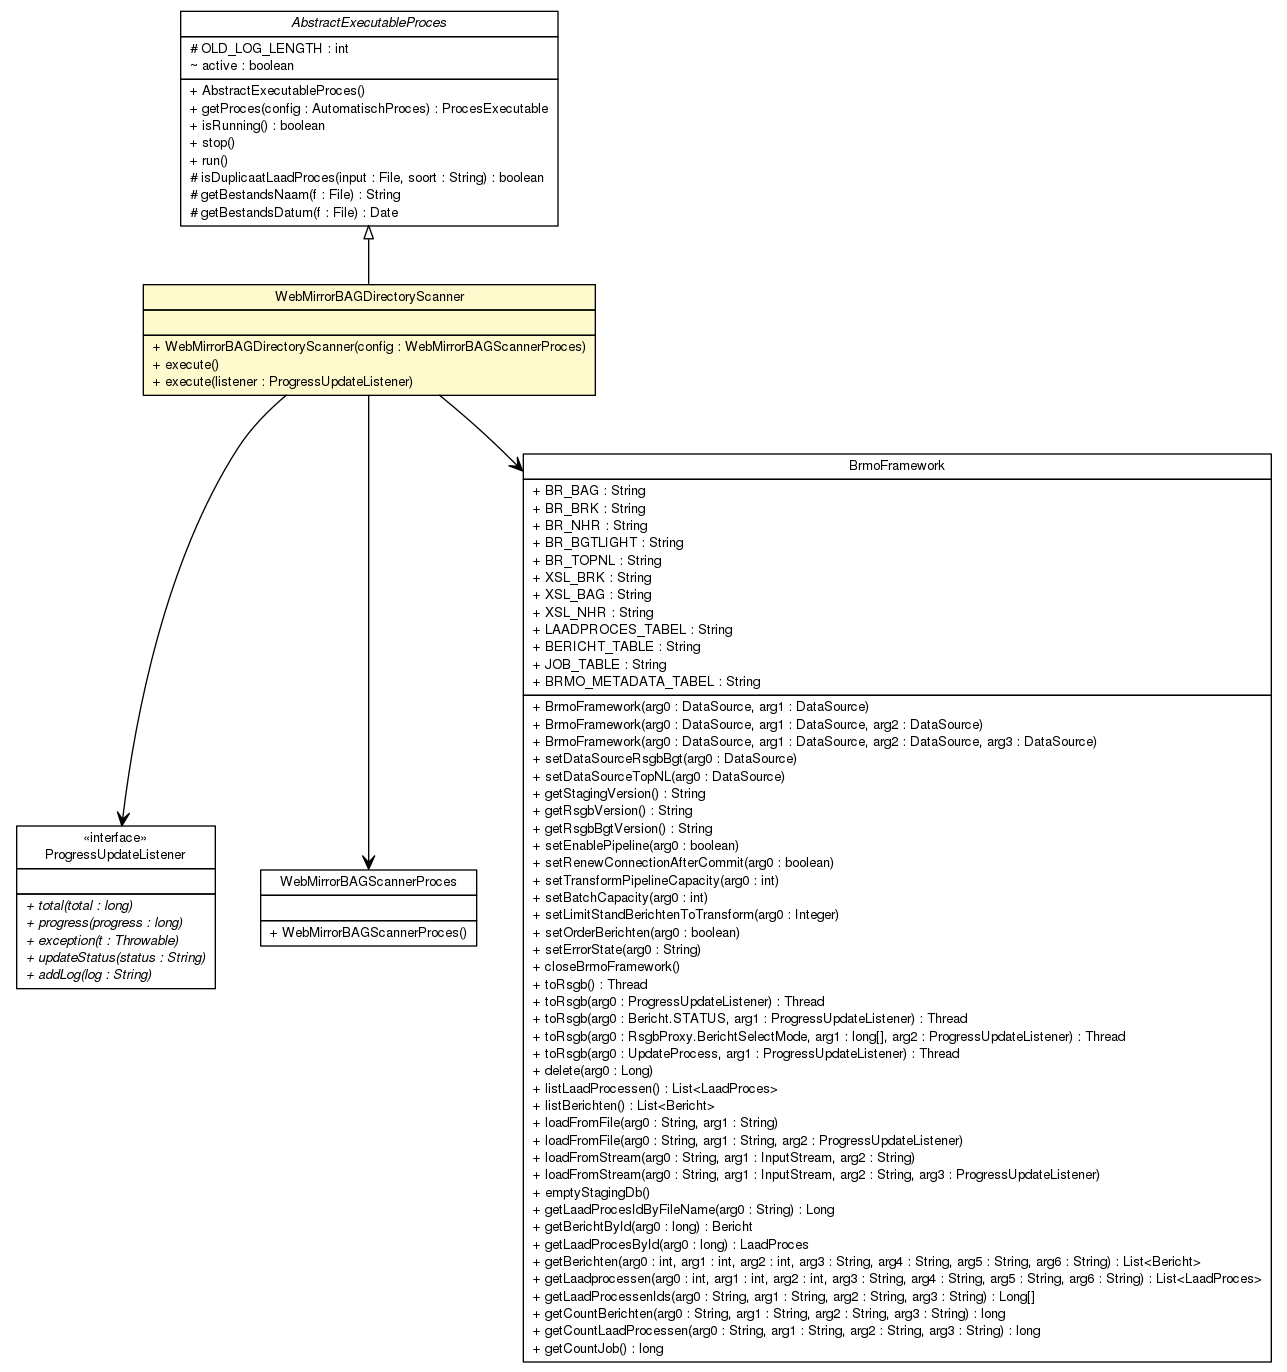 AbstractExecutableProces
# OLD_LOG_LENGTH : int
~ active : boolean
+ AbstractExecutableProces()
+ getProces(config : AutomatischProces) : ProcesExecutable
+ isRunning() : boolean
+ stop()
+ run()
# isDuplicaatLaadProces(input : File, soort : String) : boolean
# getBestandsNaam(f : File) : String
# getBestandsDatum(f : File) : Date
WebMirrorBAGDirectoryScanner
+ WebMirrorBAGDirectoryScanner(config : WebMirrorBAGScannerProces)
+ execute()
+ execute(listener : ProgressUpdateListener)
BrmoFramework
+ BR_BAG : String
+ BR_BRK : String
+ BR_NHR : String
+ BR_BGTLIGHT : String
+ BR_TOPNL : String
+ XSL_BRK : String
+ XSL_BAG : String
+ XSL_NHR : String
+ LAADPROCES_TABEL : String
+ BERICHT_TABLE : String
+ JOB_TABLE : String
+ BRMO_METADATA_TABEL : String
+ BrmoFramework(arg0 : DataSource, arg1 : DataSource)
+ BrmoFramework(arg0 : DataSource, arg1 : DataSource, arg2 : DataSource)
+ BrmoFramework(arg0 : DataSource, arg1 : DataSource, arg2 : DataSource, arg3 : DataSource)
+ setDataSourceRsgbBgt(arg0 : DataSource)
+ setDataSourceTopNL(arg0 : DataSource)
+ getStagingVersion() : String
+ getRsgbVersion() : String
+ getRsgbBgtVersion() : String
+ setEnablePipeline(arg0 : boolean)
+ setRenewConnectionAfterCommit(arg0 : boolean)
+ setTransformPipelineCapacity(arg0 : int)
+ setBatchCapacity(arg0 : int)
+ setLimitStandBerichtenToTransform(arg0 : Integer)
+ setOrderBerichten(arg0 : boolean)
+ setErrorState(arg0 : String)
+ closeBrmoFramework()
+ toRsgb() : Thread
+ toRsgb(arg0 : ProgressUpdateListener) : Thread
+ toRsgb(arg0 : Bericht.STATUS, arg1 : ProgressUpdateListener) : Thread
+ toRsgb(arg0 : RsgbProxy.BerichtSelectMode, arg1 : long[], arg2 : ProgressUpdateListener) : Thread
+ toRsgb(arg0 : UpdateProcess, arg1 : ProgressUpdateListener) : Thread
+ delete(arg0 : Long)
+ listLaadProcessen() : List<LaadProces>
+ listBerichten() : List<Bericht>
+ loadFromFile(arg0 : String, arg1 : String)
+ loadFromFile(arg0 : String, arg1 : String, arg2 : ProgressUpdateListener)
+ loadFromStream(arg0 : String, arg1 : InputStream, arg2 : String)
+ loadFromStream(arg0 : String, arg1 : InputStream, arg2 : String, arg3 : ProgressUpdateListener)
+ emptyStagingDb()
+ getLaadProcesIdByFileName(arg0 : String) : Long
+ getBerichtById(arg0 : long) : Bericht
+ getLaadProcesById(arg0 : long) : LaadProces
+ getBerichten(arg0 : int, arg1 : int, arg2 : int, arg3 : String, arg4 : String, arg5 : String, arg6 : String) : List<Bericht>
+ getLaadprocessen(arg0 : int, arg1 : int, arg2 : int, arg3 : String, arg4 : String, arg5 : String, arg6 : String) : List<LaadProces>
+ getLaadProcessenIds(arg0 : String, arg1 : String, arg2 : String, arg3 : String) : Long[]
+ getCountBerichten(arg0 : String, arg1 : String, arg2 : String, arg3 : String) : long
+ getCountLaadProcessen(arg0 : String, arg1 : String, arg2 : String, arg3 : String) : long
+ getCountJob() : long
«interface»
ProgressUpdateListener
+ total(total : long)
+ progress(progress : long)
+ exception(t : Throwable)
+ updateStatus(status : String)
+ addLog(log : String)
WebMirrorBAGScannerProces
+ WebMirrorBAGScannerProces()